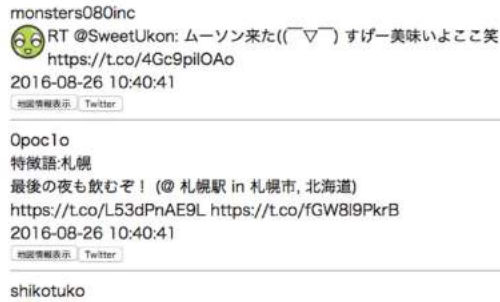 monsters080inc
RT @SweetUkon: ムーソン来た((￣▽￣) すげー美味いよここ笑
https://t.co/4Gc9pilOAo
2016-08-26 10:40:41
地図情報表示 Twitter
0poc1o
特徴語:札幌
最後の夜も飲むぞ！ (@ 札幌駅 in 札幌市, 北海道)
https://t.co/L53dPnAE9L https://t.co/fGW8l9PkrB
2016-08-26 10:40:41
地図情報表示 Twitter
shikotuko